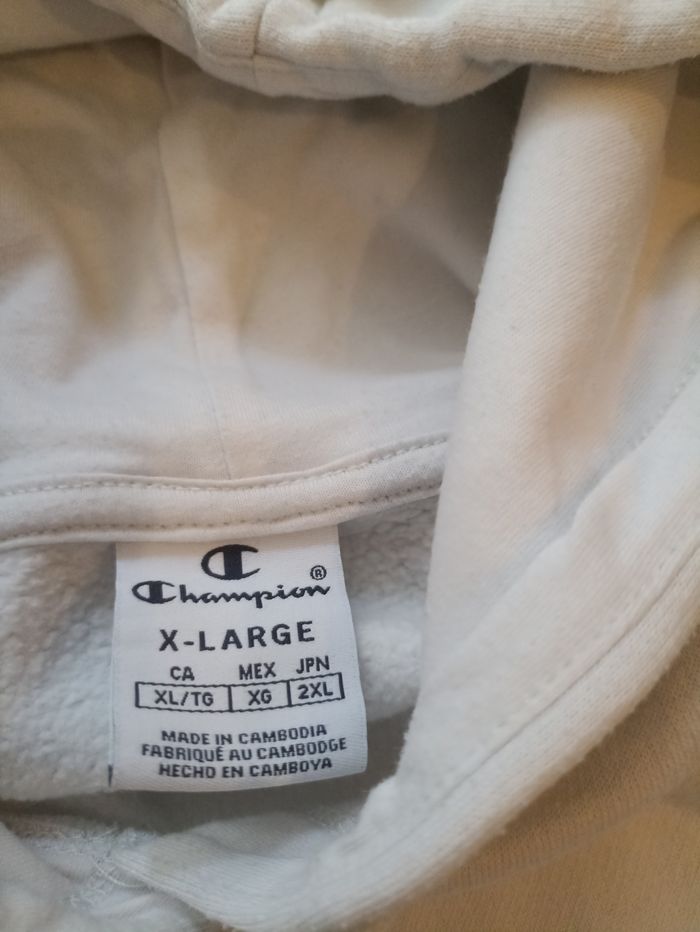 Champion®
X-LARGE
CA MEX JPN
XL/TG XG 2XL
MADE IN CAMBODIA
FABRIQUÉ AU CAMBODGE
HECHO EN CAMBOYA